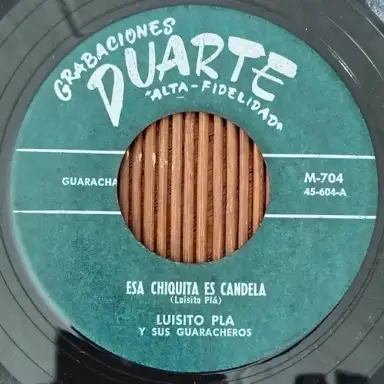 GRABACIONES
DUARTE
"ALTA-FIDELIDAD"
GUARACHA
M-704
45-604-A
ESA CHIQUITA ES CANDELA
(Luisito Plá)
LUISITO PLA
Y SUS GUARACHEROS